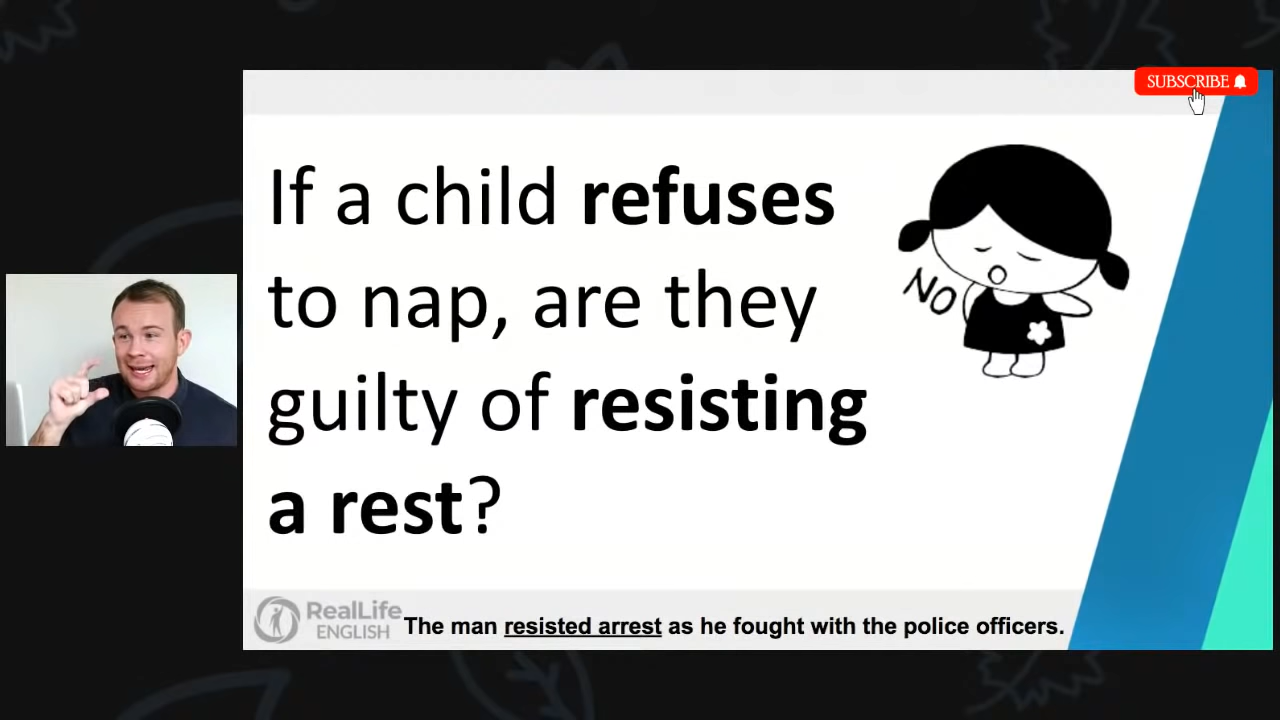 SUBSCRIBE
If a child refuses
to nap, are they
guilty of resisting
a rest?
NO
RealLife
ENGLISH
The man resisted arrest as he fought with the police officers.